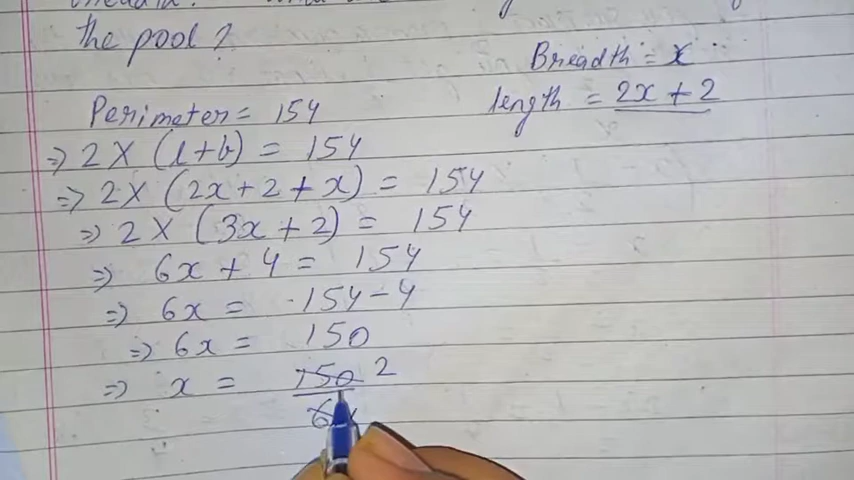 the pool ?
Breadth = x
length = 2x + 2
Perimeter = 154
=> 2 X (l+b) = 154
=> 2 X (2x + 2 + x) = 154
=> 2 X (3x + 2) = 154
=> 6x + 4 = 154
=> 6x = 154 - 4
=> 6x = 150
=> x = 150 2
6